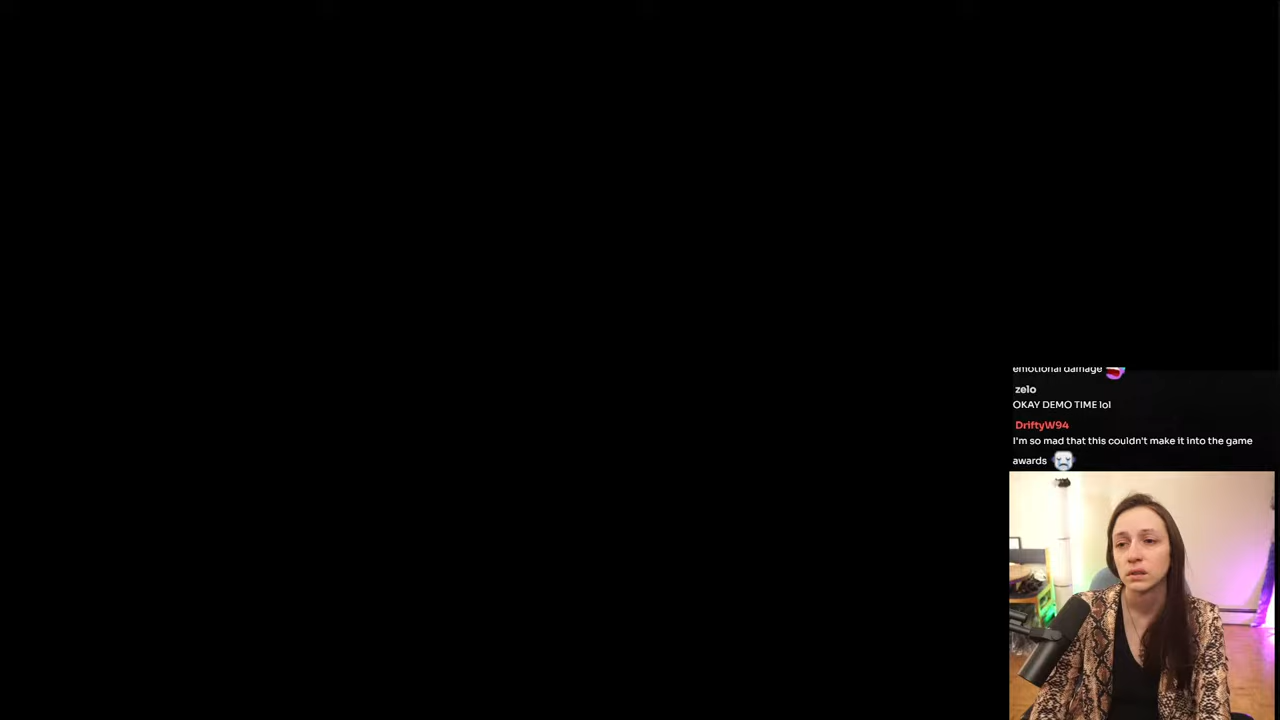 emotional damage
zelo
OKAY DEMO TIME lol
DriftyW94
I'm so mad that this couldn't make it into the game
awards